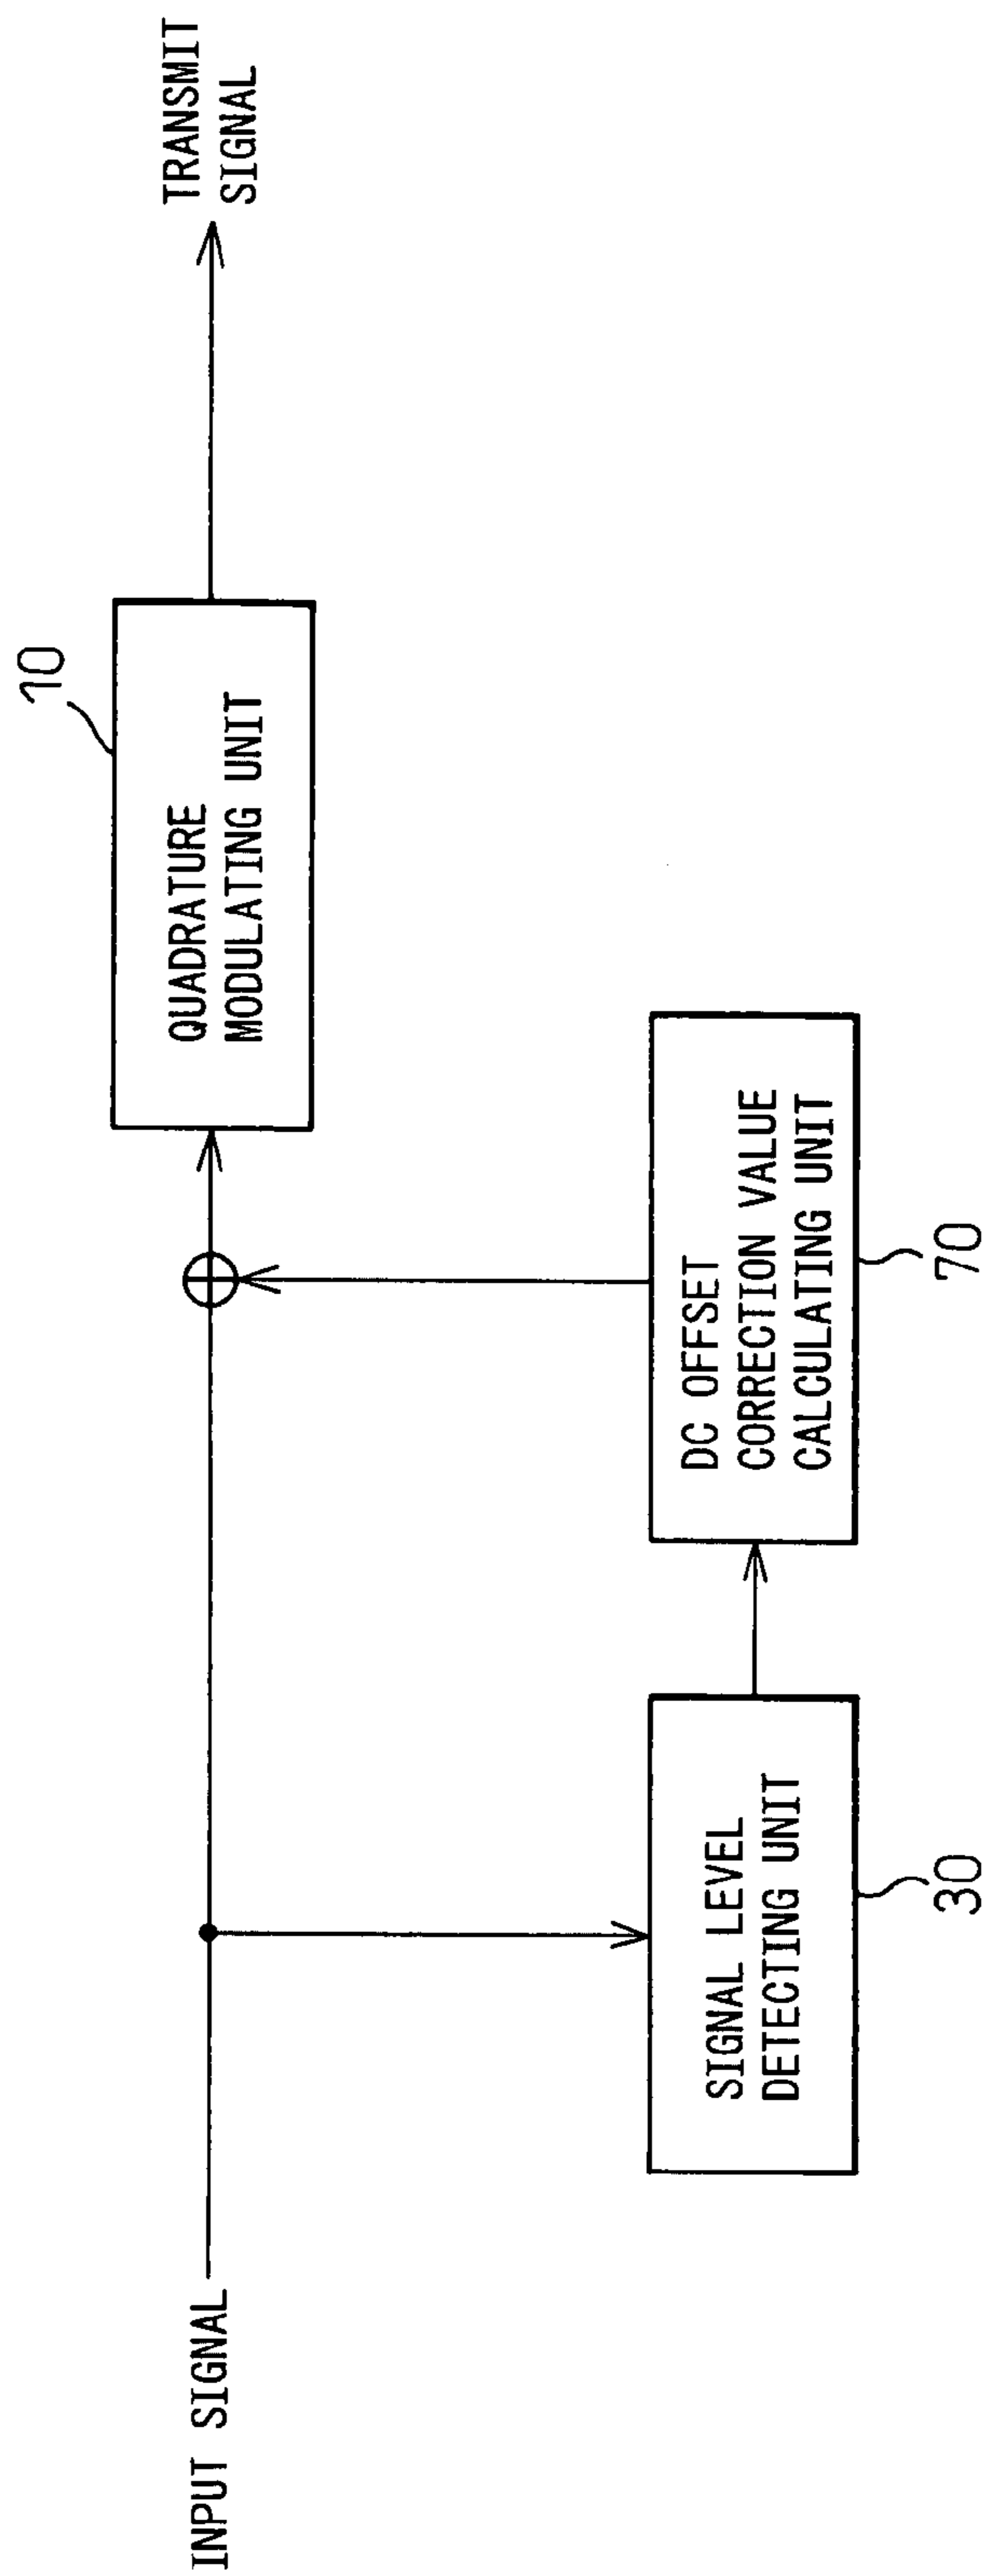 INPUT SIGNAL
10
QUADRATURE
MODULATING UNIT
TRANSMIT
SIGNAL
SIGNAL LEVEL
DETECTING UNIT
30
DC OFFSET
CORRECTION VALUE
CALCULATING UNIT
70